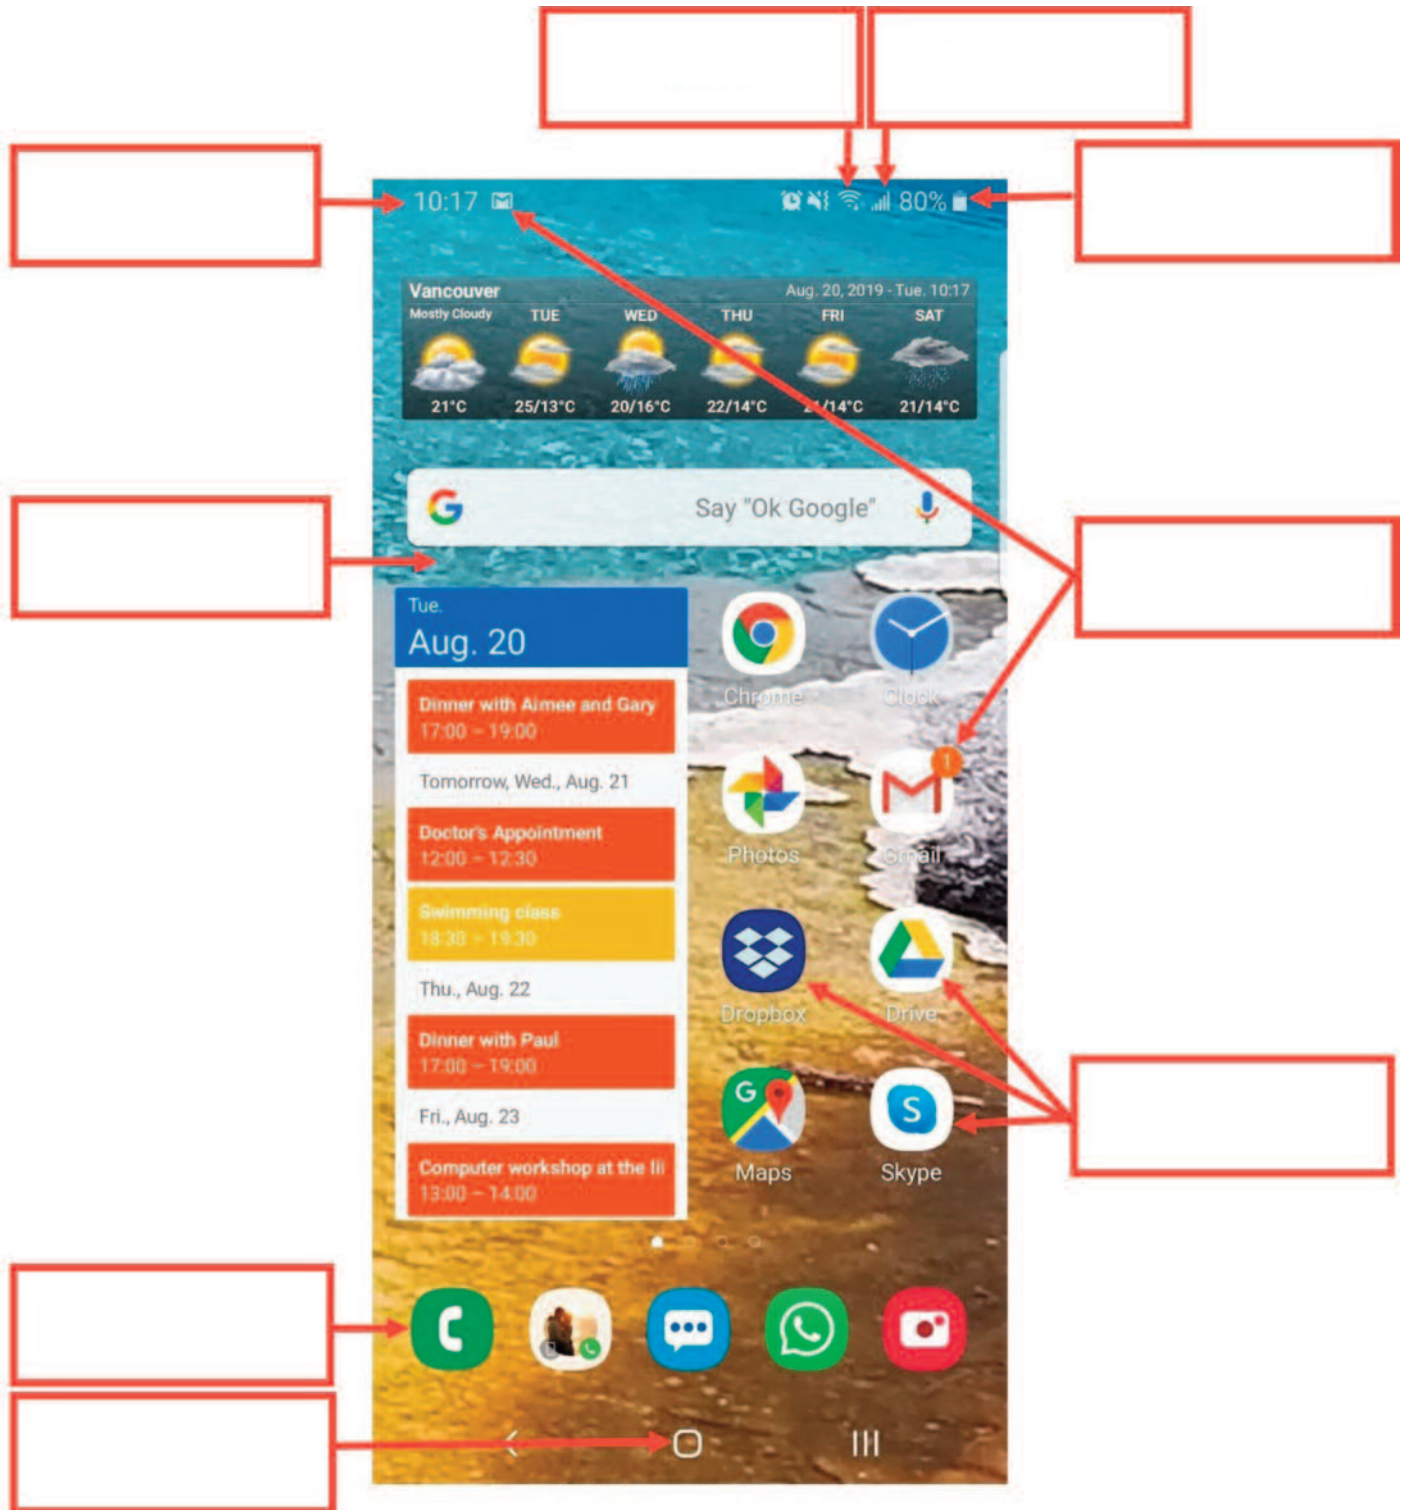 10:17
80%
Vancouver
Aug. 20, 2019 - Tue. 10:17
Mostly Cloudy
TUE
WED
THU
FRI
SAT
21°C
25/13°C
20/16°C
22/14°C
21/14°C
21/14°C
Say "Ok Google"
Tue.
Aug. 20
Dinner with Aimee and Gary
17:00 – 19:00
Tomorrow, Wed., Aug. 21
Doctor's Appointment
12:00 – 12:30
Swimming class
18:30 – 19:30
Thu., Aug. 22
Dinner with Paul
17:00 – 19:00
Fri., Aug. 23
Computer workshop at the li
13:00 – 14:00
Chrome
Clock
1
Photos
Gmail
Dropbox
Drive
G
S
Maps
Skype